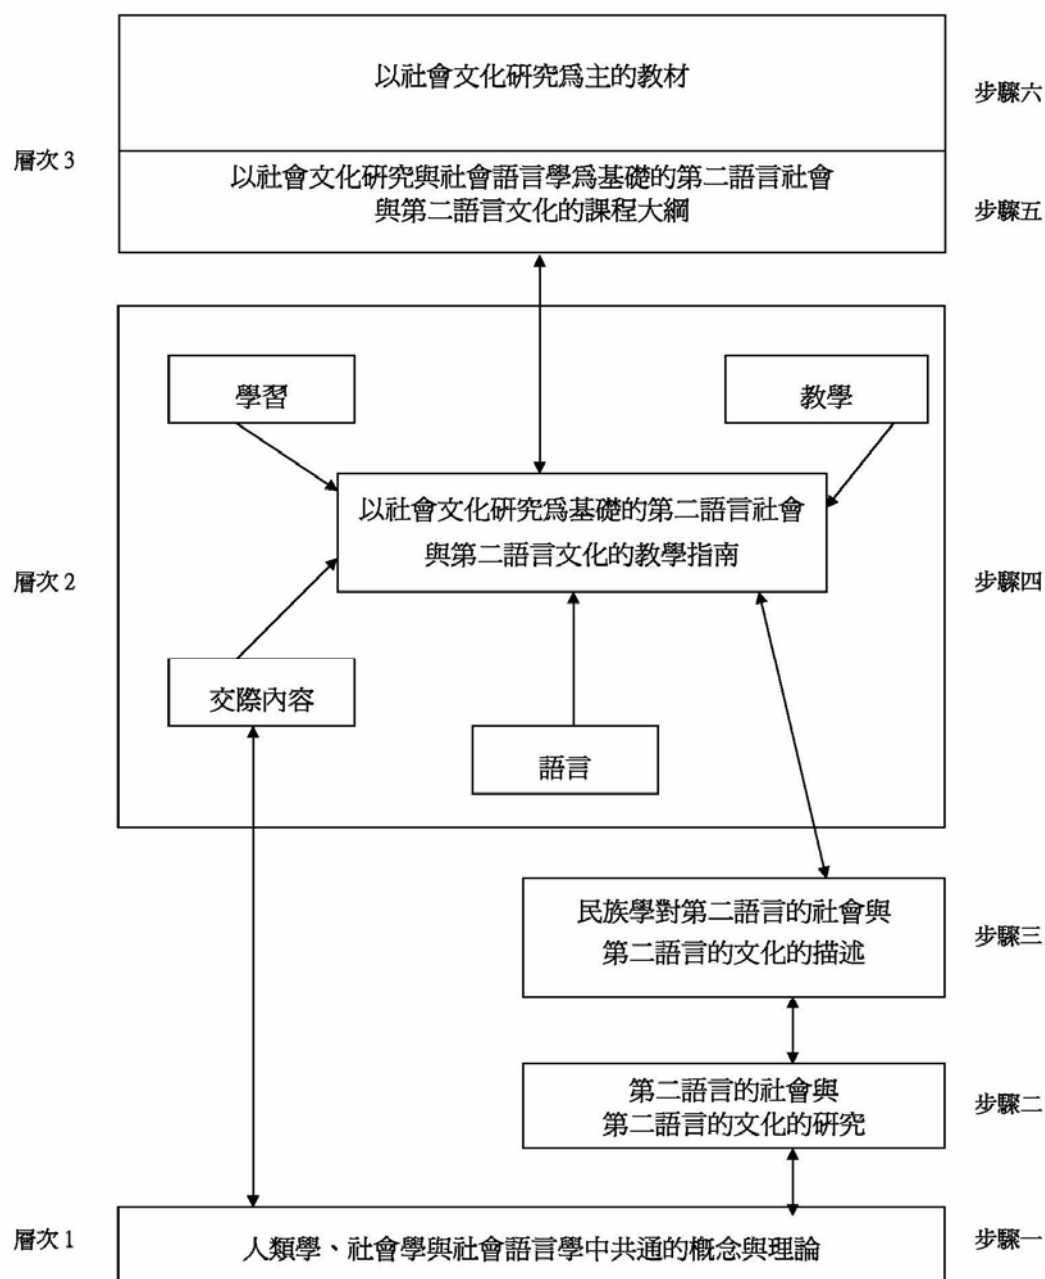 以社會文化研究爲主的教材
步驟六
層次 3
以社會文化研究與社會語言學爲基礎的第二語言社會
與第二語言文化的課程大綱
步驟五
學習
教學
以社會文化研究爲基礎的第二語言社會
與第二語言文化的教學指南
層次 2
步驟四
交際內容
語言
民族學對第二語言的社會與
第二語言的文化的描述
步驟三
第二語言的社會與
第二語言的文化的研究
步驟二
層次 1
人類學、社會學與社會語言學中共通的概念與理論
步驟一